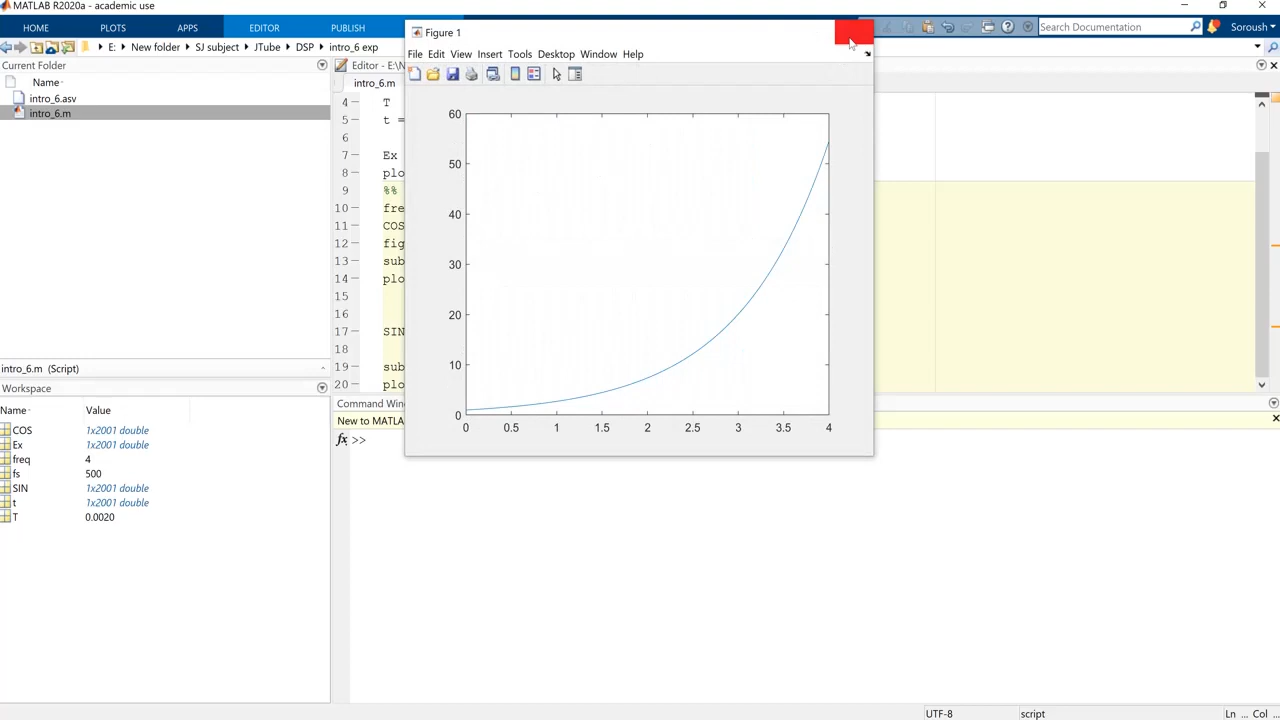 MATLAB R2020a - academic use
HOME PLOTS APPS EDITOR PUBLISH
Search Documentation Soroush
E: New folder SJ subject JTube DSP intro_6 exp
Current Folder
Name
intro_6.asv
intro_6.m
intro_6.m (Script)
Workspace
Name Value
COS 1x2001 double
Ex 1x2001 double
freq 4
fs 500
SIN 1x2001 double
t 1x2001 double
T 0.0020
Editor - E:\N
intro_6.m
4 T
5 t =
6
7 Ex
8 plo
9 %%
10 fre
11 COS
12 fig
13 sub
14 plo
15
16
17 SIN
18
19 sub
20 plo
Figure 1
File Edit View Insert Tools Desktop Window Help
60
50
40
30
20
10
0
0 0.5 1 1.5 2 2.5 3 3.5 4
Command Win
New to MATLA
fx >>
UTF-8 script Ln ... Col ...